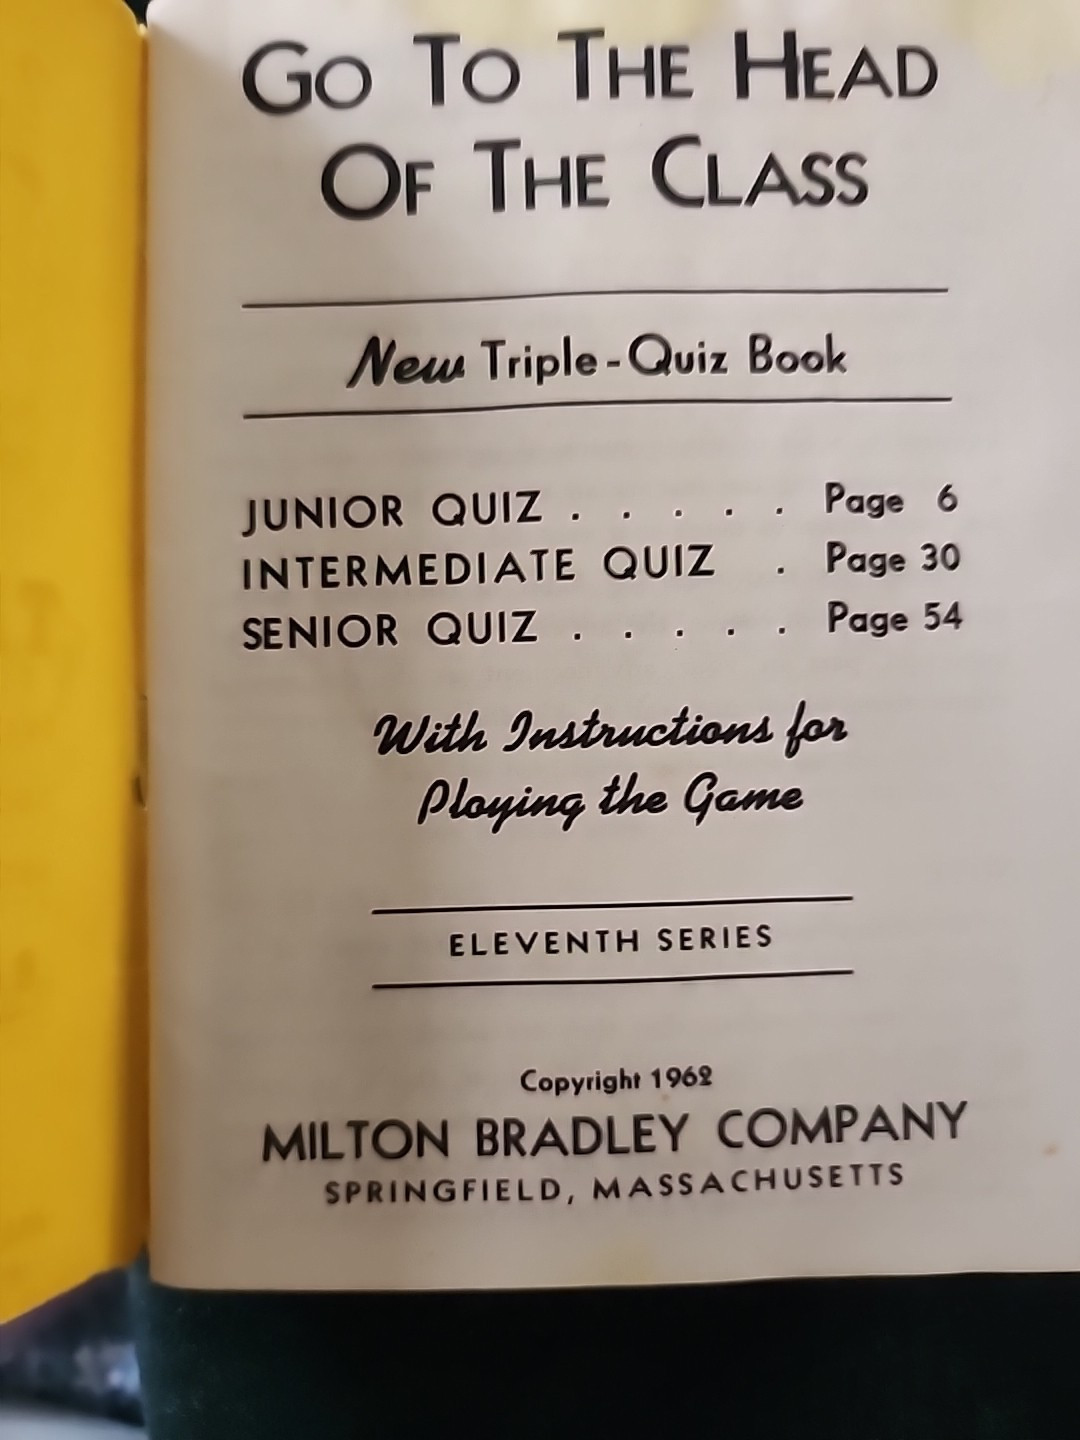 GO TO THE HEAD
OF THE CLASS
New Triple-Quiz Book
JUNIOR QUIZ . . . . . Page 6
INTERMEDIATE QUIZ . Page 30
SENIOR QUIZ . . . . . Page 54
With Instructions for
Playing the Game
ELEVENTH SERIES
Copyright 1962
MILTON BRADLEY COMPANY
SPRINGFIELD, MASSACHUSETTS